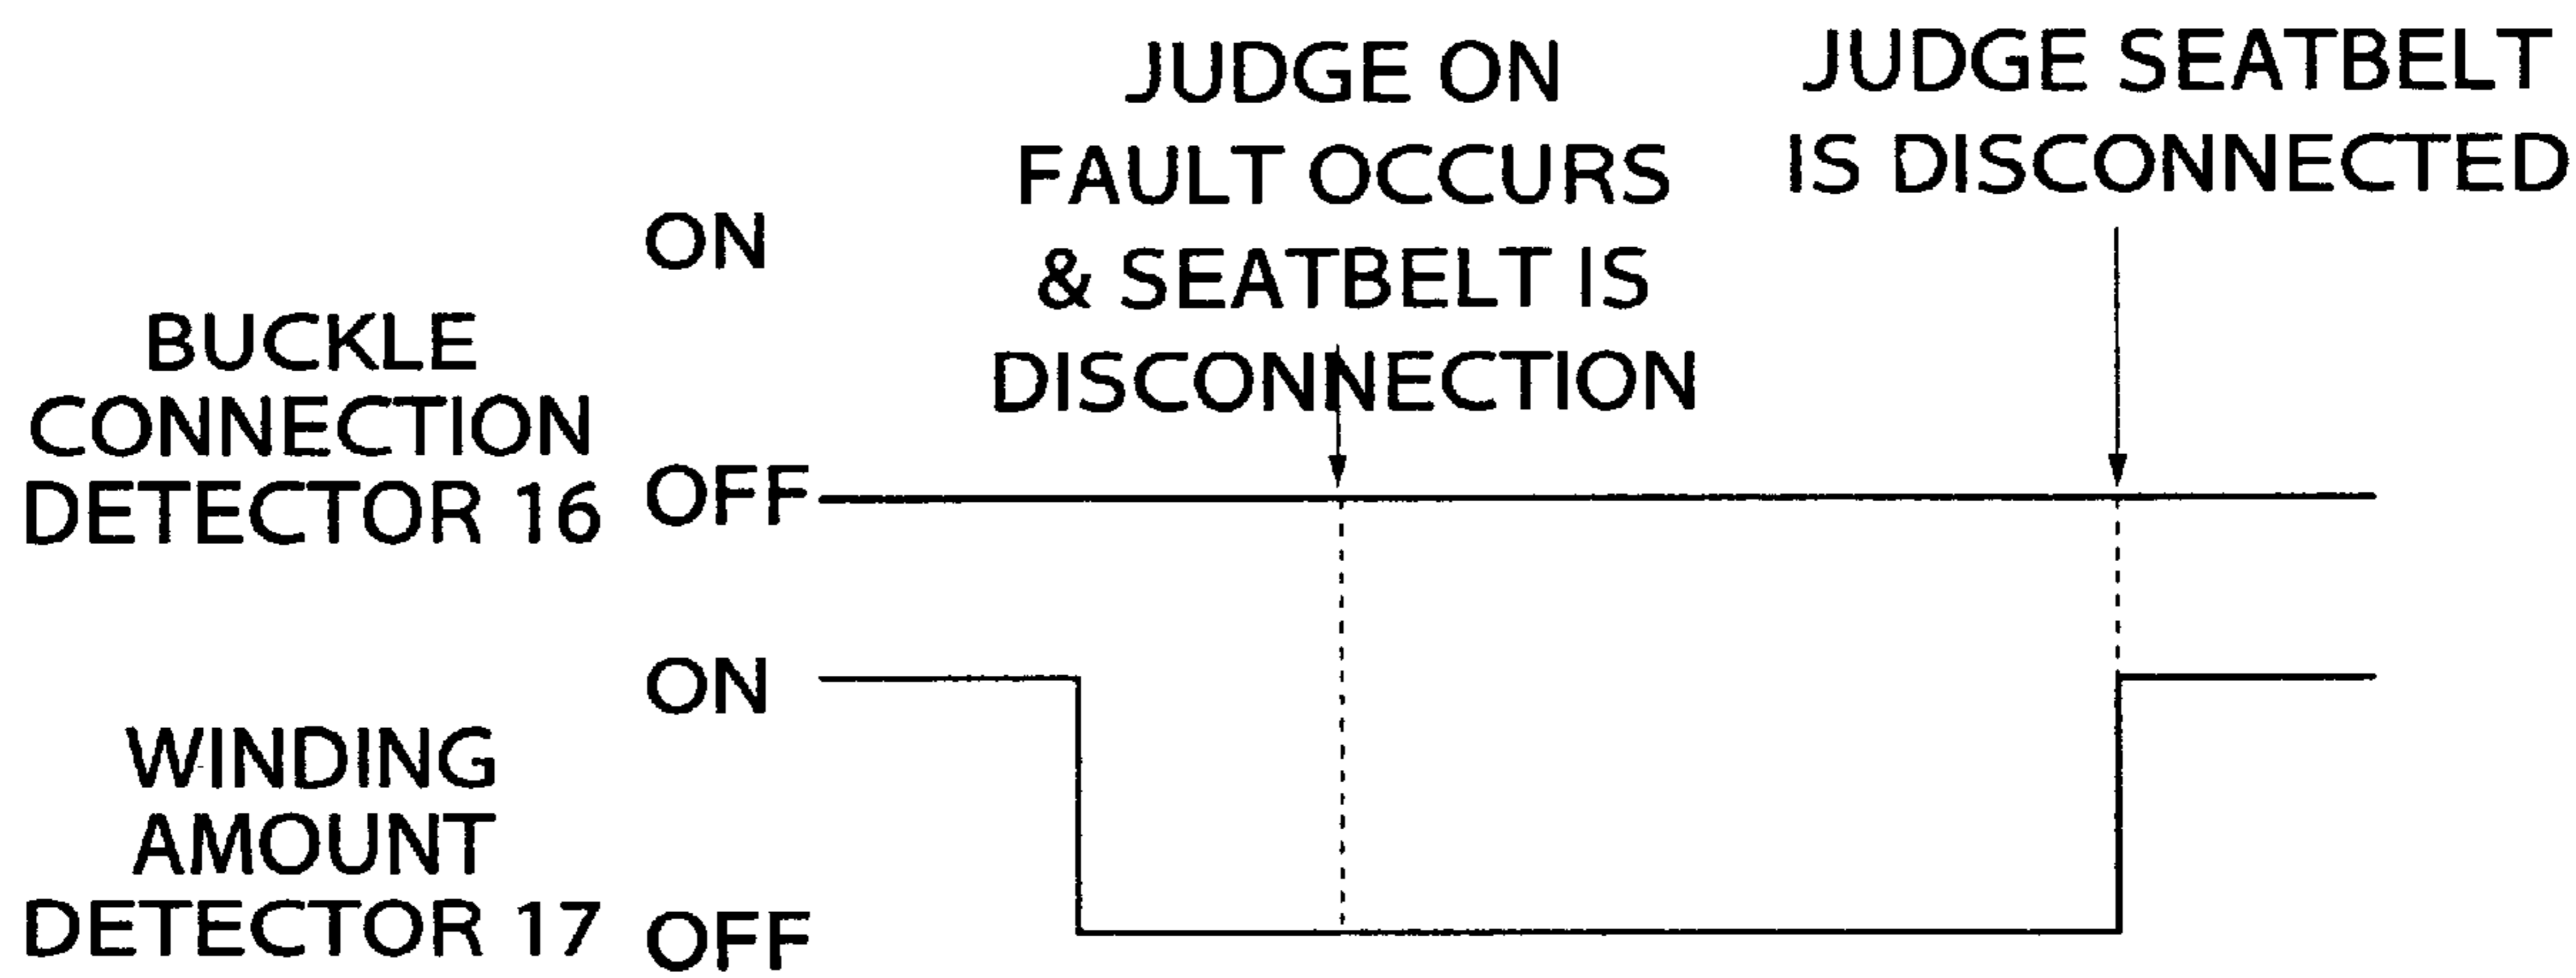 JUDGE ON
FAULT OCCURS
& SEATBELT IS
DISCONNECTION
JUDGE SEATBELT
IS DISCONNECTED
BUCKLE
CONNECTION
DETECTOR 16
ON
OFF
WINDING
AMOUNT
DETECTOR 17
ON
OFF